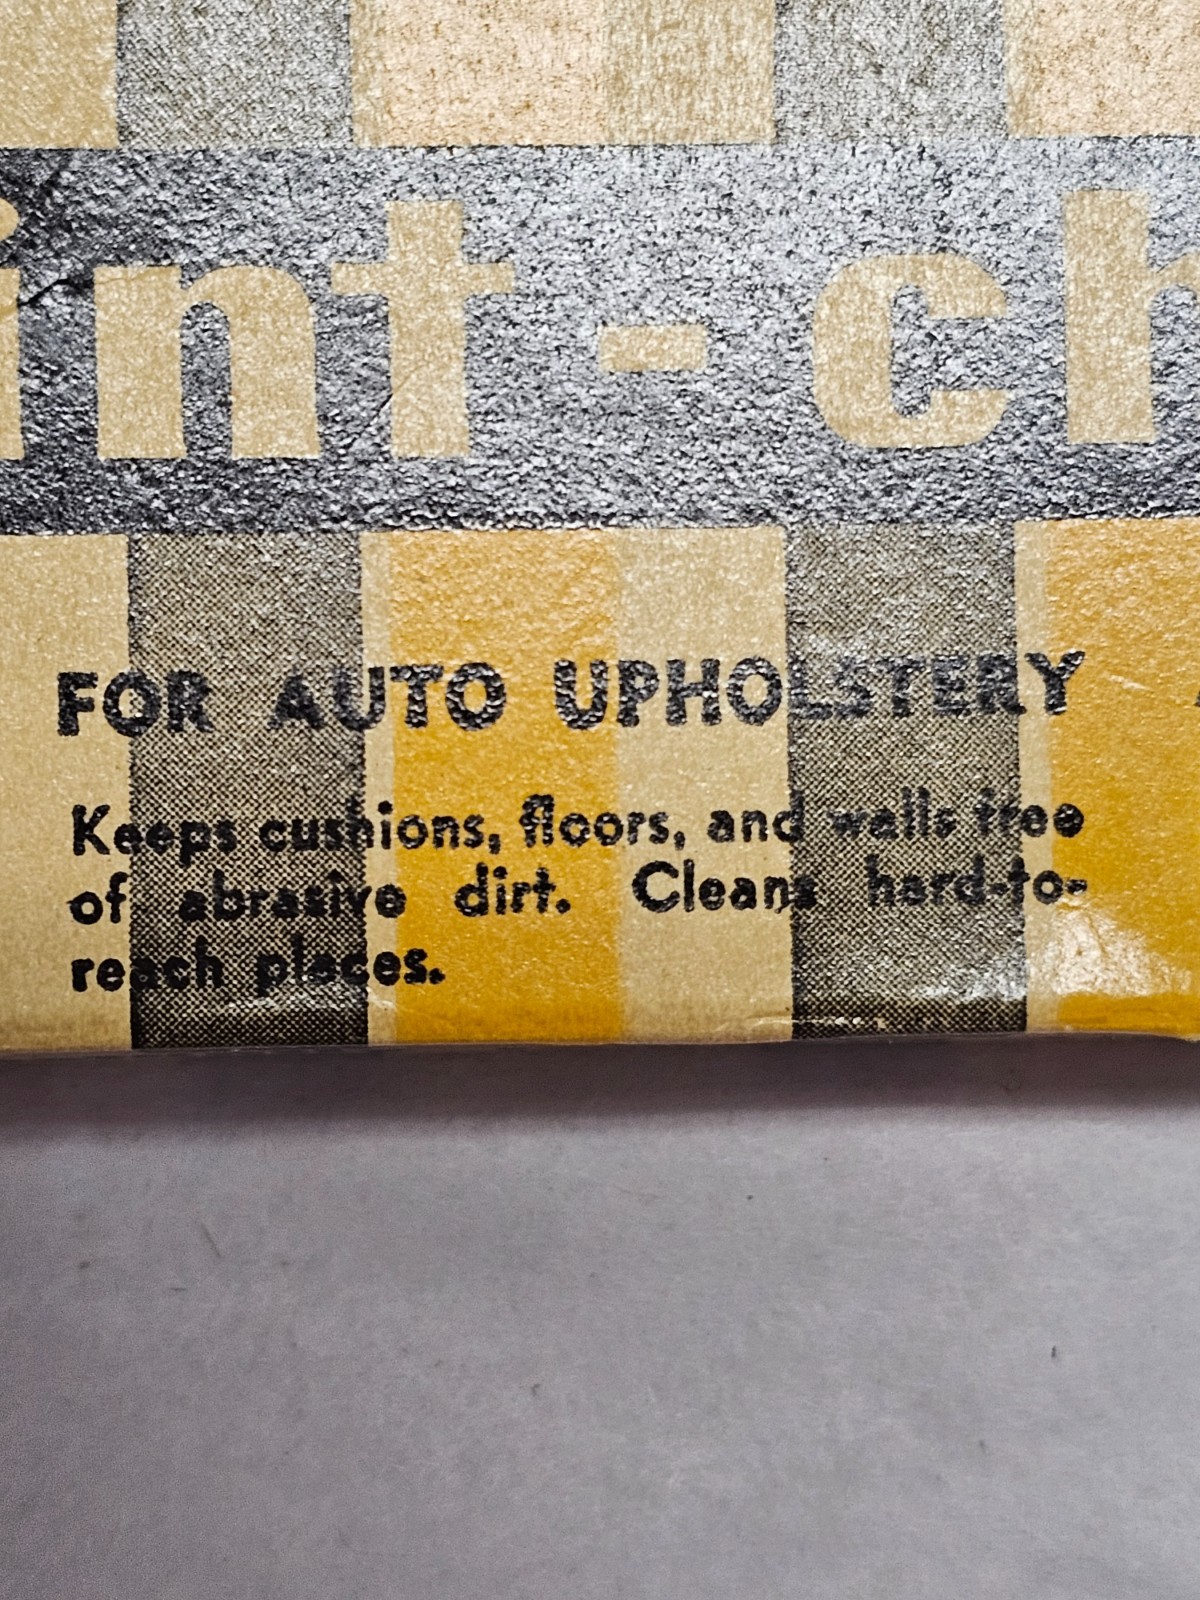 int-ch
FOR AUTO UPHOLSTERY
Keeps cushions, floors, and walls free
of abrasive dirt. Cleans hard-to-
reach places.